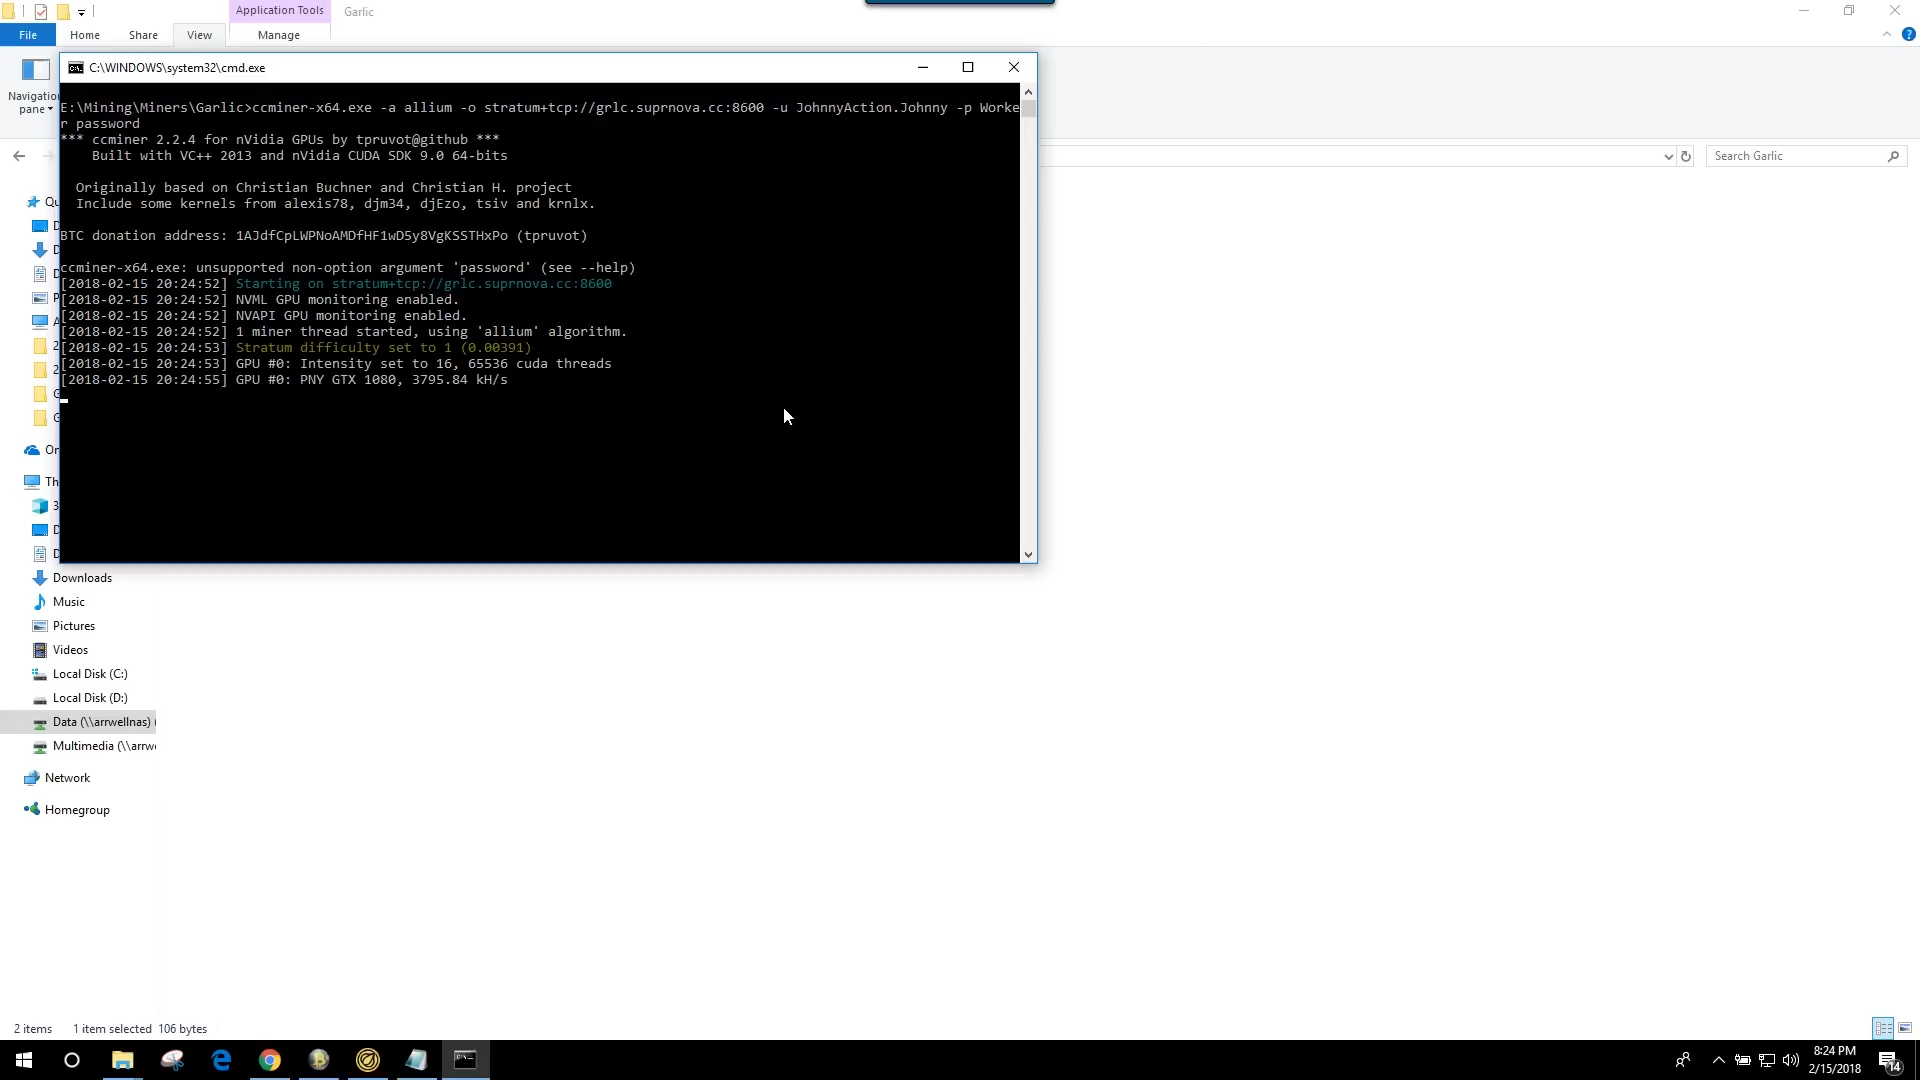 Application Tools
Garlic
File
Home
Share
View
Manage
Navigation
pane
C:\WINDOWS\system32\cmd.exe
E:\Mining\Miners\Garlic>ccminer-x64.exe -a allium -o stratum+tcp://grlc.suprnova.cc:8600 -u JohnnyAction.Johnny -p Worke
r password
*** ccminer 2.2.4 for nVidia GPUs by tpruvot@github ***
Built with VC++ 2013 and nVidia CUDA SDK 9.0 64-bits
Originally based on Christian Buchner and Christian H. project
Include some kernels from alexis78, djm34, djEzo, tsiv and krnlx.
BTC donation address: 1AJdfCpLWPNoAMDfHF1wD5y8VgKSSTHxPo (tpruvot)
ccminer-x64.exe: unsupported non-option argument 'password' (see --help)
[2018-02-15 20:24:52] Starting on stratum+tcp://grlc.suprnova.cc:8600
[2018-02-15 20:24:52] NVML GPU monitoring enabled.
[2018-02-15 20:24:52] NVAPI GPU monitoring enabled.
[2018-02-15 20:24:52] 1 miner thread started, using 'allium' algorithm.
[2018-02-15 20:24:53] Stratum difficulty set to 1 (0.00391)
[2018-02-15 20:24:53] GPU #0: Intensity set to 16, 65536 cuda threads
[2018-02-15 20:24:55] GPU #0: PNY GTX 1080, 3795.84 kH/s
Search Garlic
Downloads
Music
Pictures
Videos
Local Disk (C:)
Local Disk (D:)
Data (\\arrwellnas) (
Multimedia (\\arrwe
Network
Homegroup
2 items
1 item selected 106 bytes
8:24 PM
2/15/2018
14